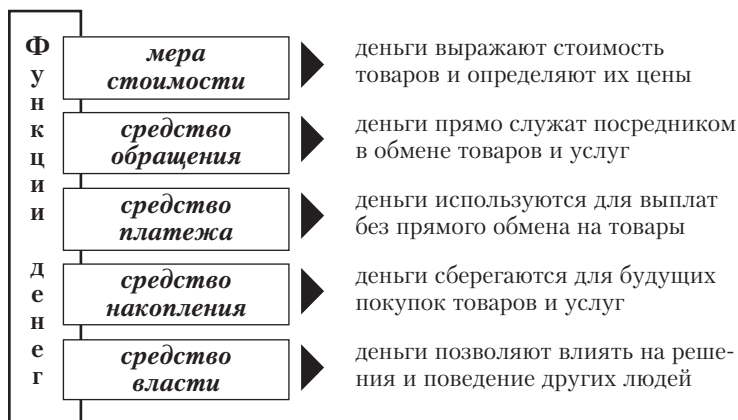 Функции денег
мера
стоимости
деньги выражают стоимость
товаров и определяют их цены
средство
обращения
деньги прямо служат посредником
в обмене товаров и услуг
средство
платежа
деньги используются для выплат
без прямого обмена на товары
средство
накопления
деньги сберегаются для будущих
покупок товаров и услуг
средство
власти
деньги позволяют влиять на реше-
ния и поведение других людей